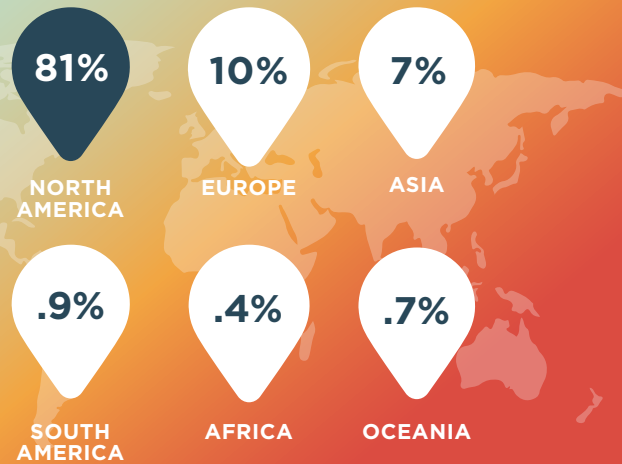 81%
NORTH
AMERICA
10%
EUROPE
7%
ASIA
.9%
SOUTH
AMERICA
.4%
AFRICA
.7%
OCEANIA